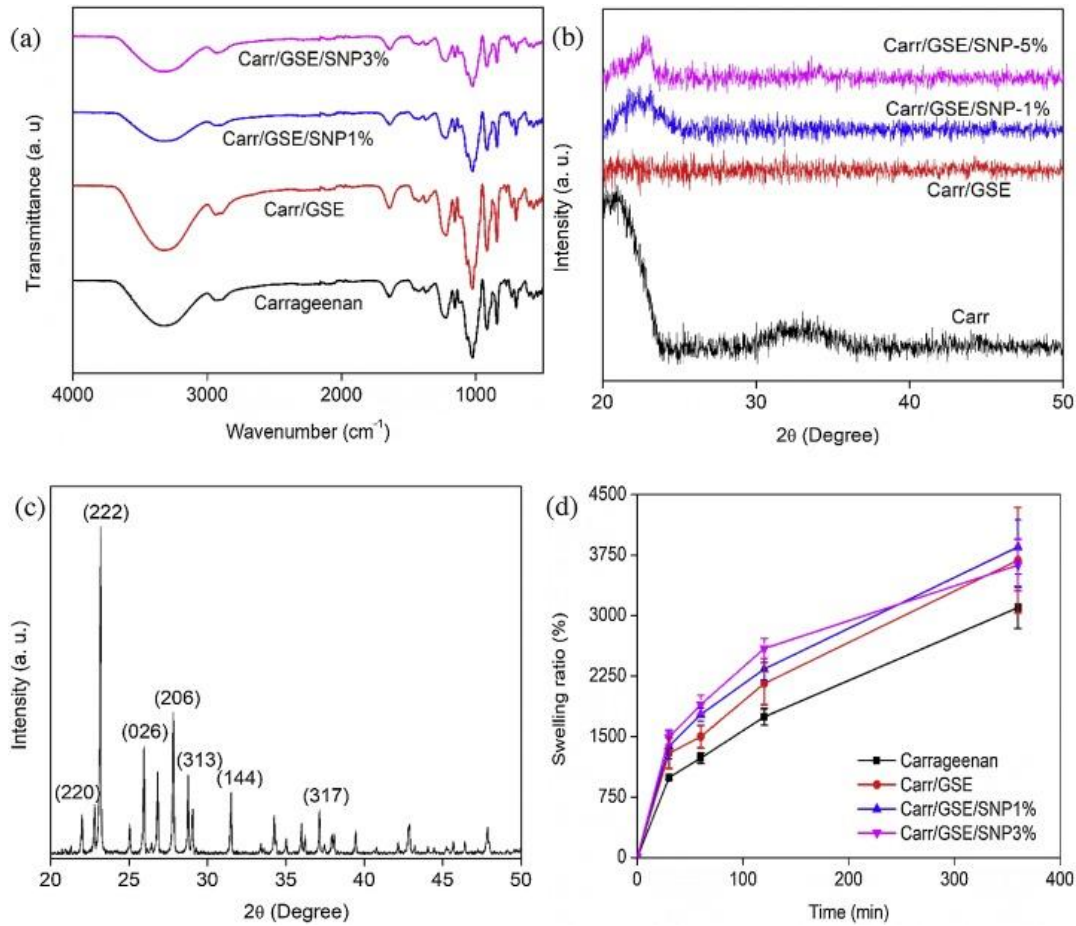 (a)
Carr/GSE/SNP3%
Carr/GSE/SNP1%
Carr/GSE
Carrageenan
Transmittance (a. u)
4000 3000 2000 1000
Wavenumber (cm⁻¹)
(b)
Carr/GSE/SNP-5%
Carr/GSE/SNP-1%
Carr/GSE
Carr
Intensity (a. u.)
20 30 40 50
2θ (Degree)
(c)
(222)
(206)
(026)
(313)
(220)
(144)
(317)
Intensity (a. u.)
20 25 30 35 40 45 50
2θ (Degree)
(d)
4500
3750
3000
2250
1500
750
0
Swelling ratio (%)
Carrageenan
Carr/GSE
Carr/GSE/SNP1%
Carr/GSE/SNP3%
0 100 200 300 400
Time (min)